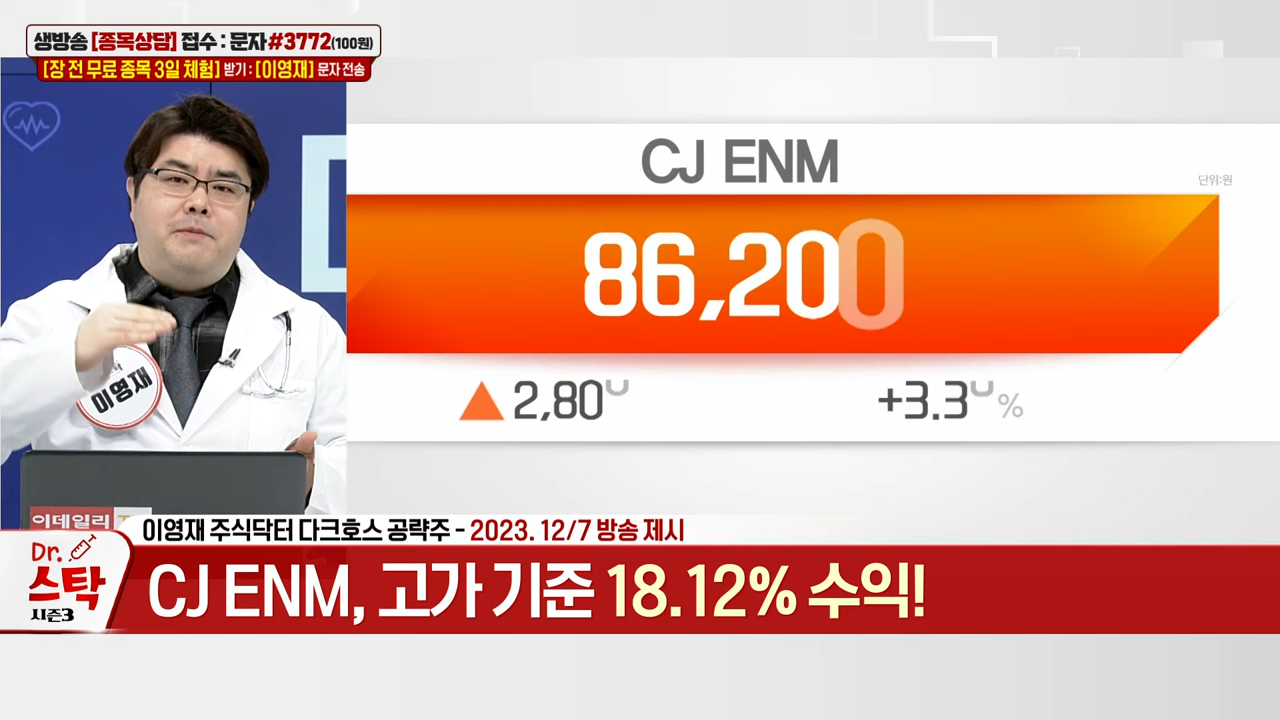 생방송 [종목상담] 접수 : 문자#3772(100원)
[장 전 무료 종목 3일 체험] 받기 : [이영재] 문자 전송
CJ ENM
단위:원
86,200
▲2,80
+3.3 %
이영재
이데일리
이영재 주식닥터 다크호스 공략주 - 2023. 12/7 방송 제시
Dr.
스탁
시즌3
CJ ENM, 고가 기준 18.12% 수익!